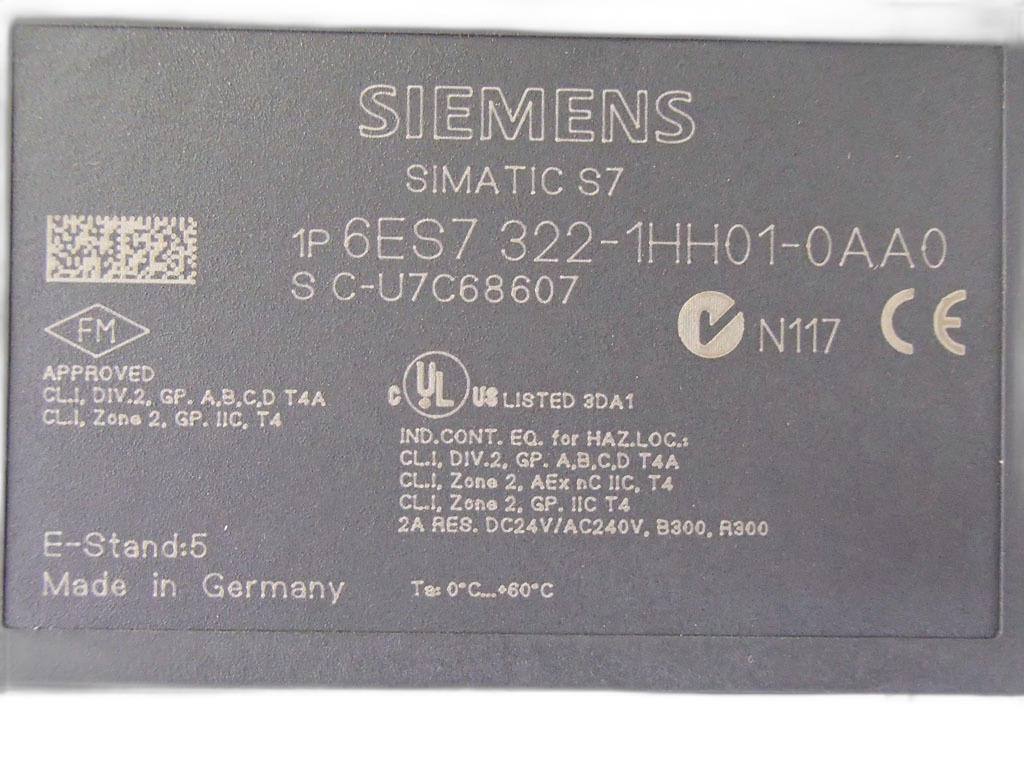 SIEMENS
SIMATIC S7
1P 6ES7 322-1HH01-0AA0
S C-U7C68607
N117 CE
FM
APPROVED
CL.I, DIV.2, GP. A,B,C,D T4A
CL.I, Zone 2, GP. IIC, T4
C UL US LISTED 3DA1
IND.CONT. EQ. for HAZ.LOC.:
CL.I, DIV.2, GP. A,B,C,D T4A
CL.I, Zone 2, AEx nC IIC, T4
CL.I, Zone 2, GP. IIC T4
2A RES. DC24V/AC240V, B300, R300
E-Stand:5
Made in Germany
Ta: 0°C...+60°C